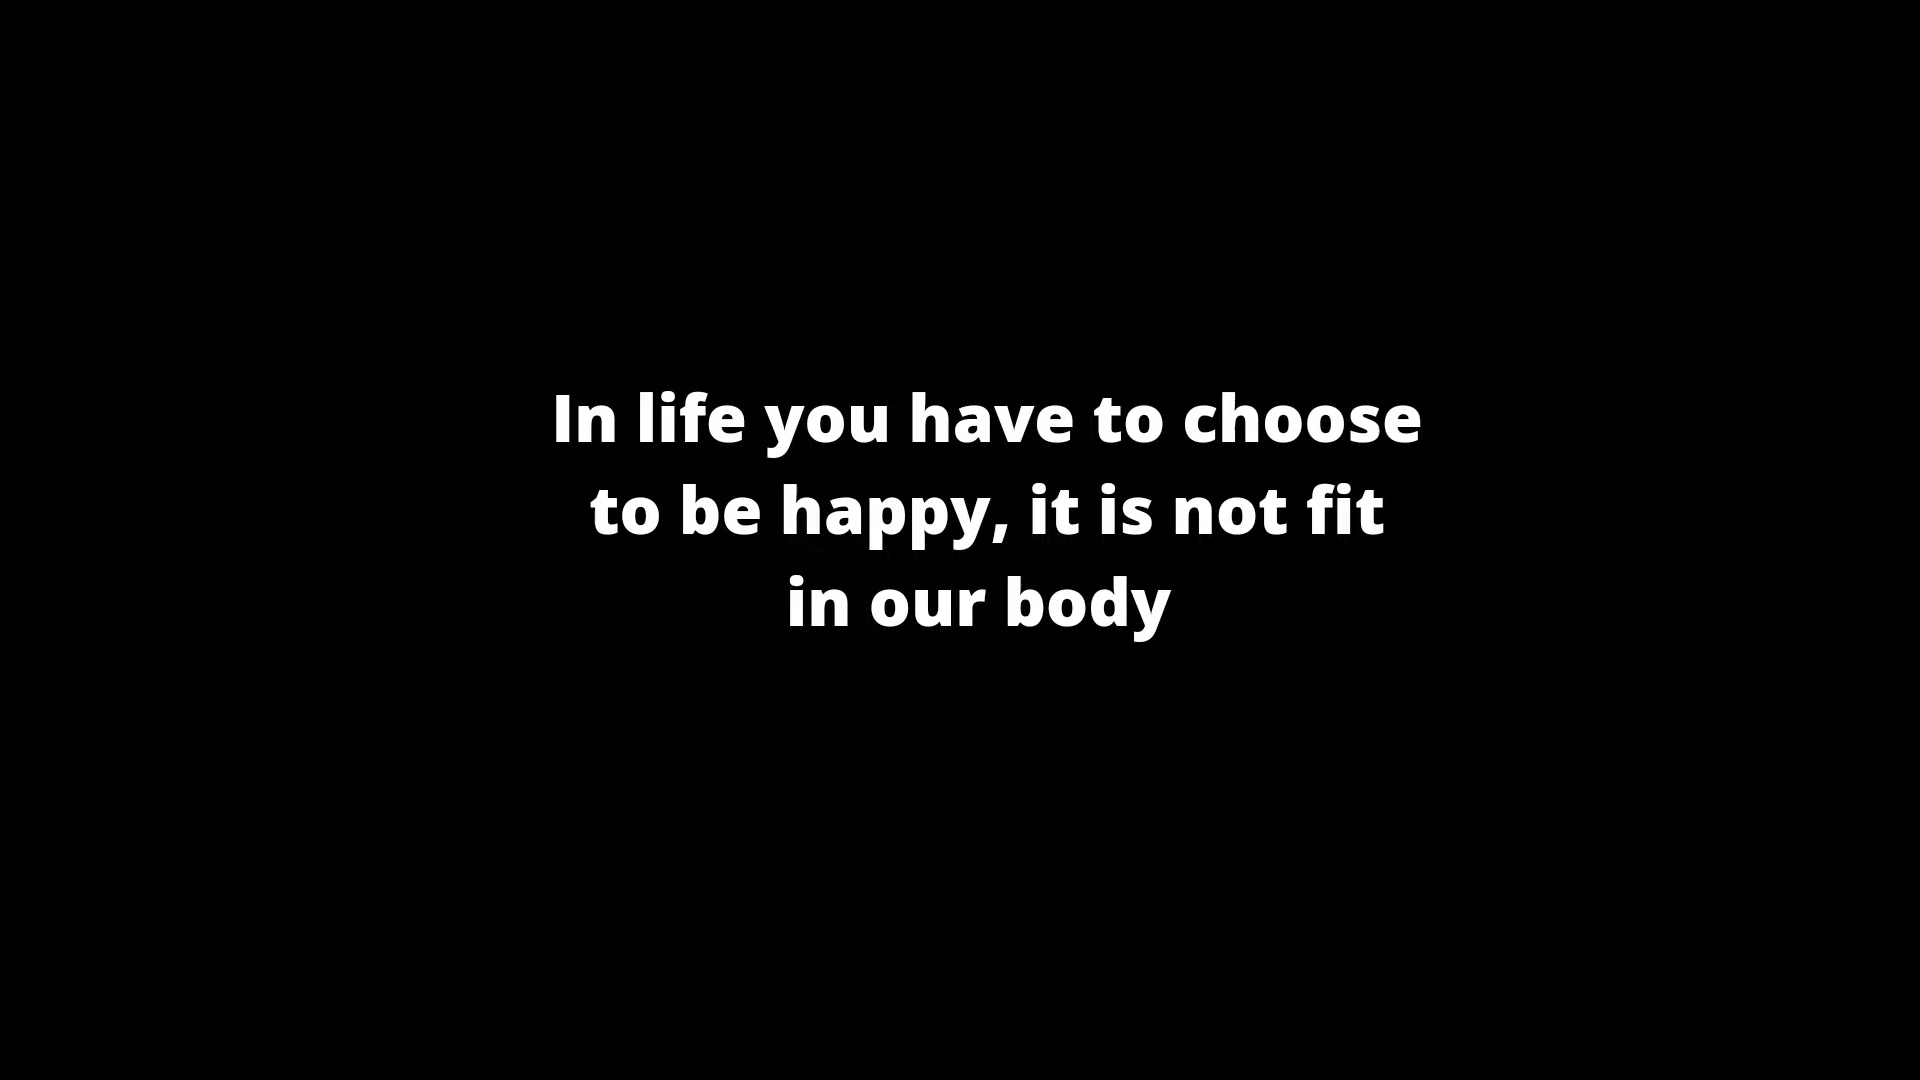 In life you have to choose
to be happy, it is not fit
in our body